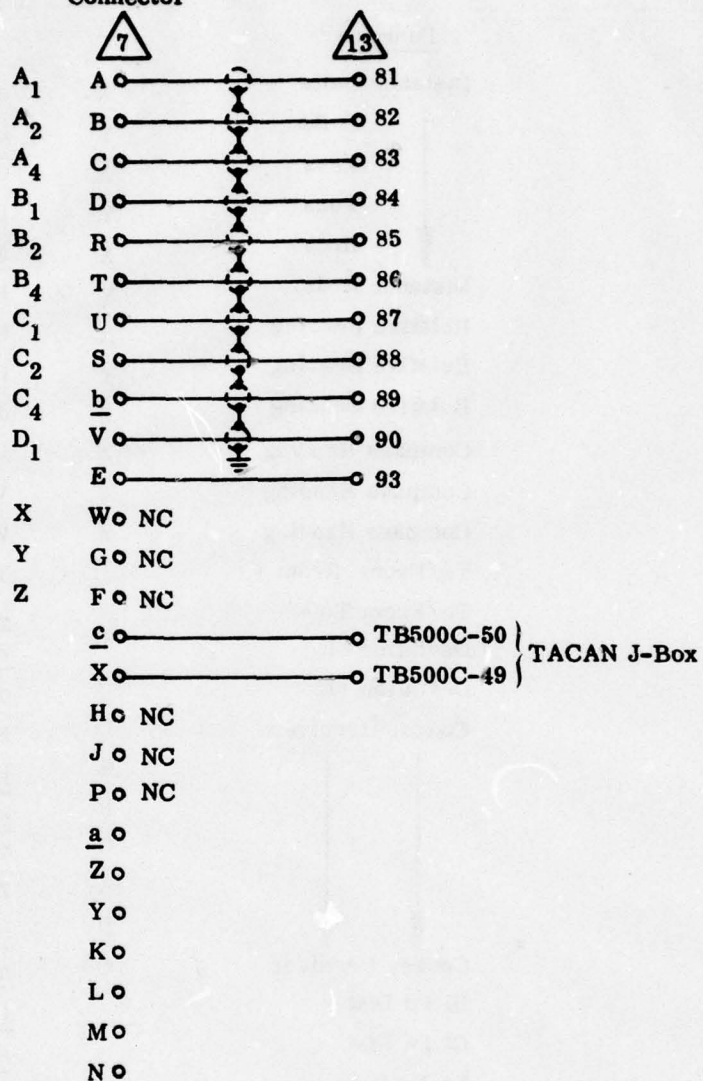 Connector
7 13
A1 A 81
A2 B 82
A4 C 83
B1 D 84
B2 R 85
B4 T 86
C1 U 87
C2 S 88
C4 b 89
D1 V 90
E 93
X W NC
Y G NC
Z F NC
c TB500C-50
TACAN J-Box
X TB500C-49
H NC
J NC
P NC
a
Z
Y
K
L
M
N